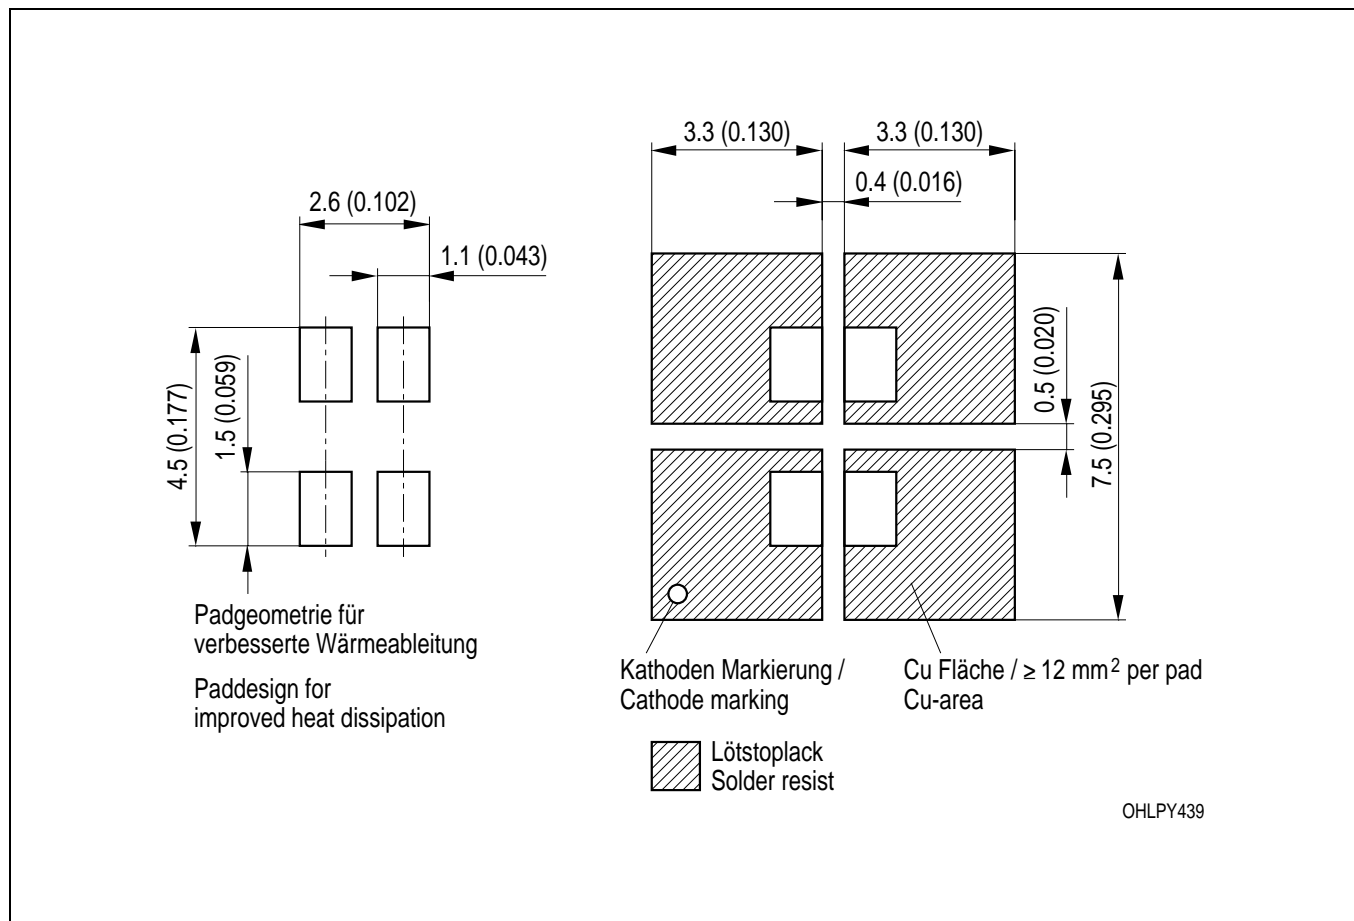 2.6 (0.102)
1.1 (0.043)
4.5 (0.177)
1.5 (0.059)
Padgeometrie für
verbesserte Wärmeableitung
Paddesign for
improved heat dissipation
3.3 (0.130)
3.3 (0.130)
0.4 (0.016)
0.5 (0.020)
7.5 (0.295)
Kathoden Markierung /
Cathode marking
Cu Fläche / ≥ 12 mm² per pad
Cu-area
Lötstoplack
Solder resist
OHLPY439